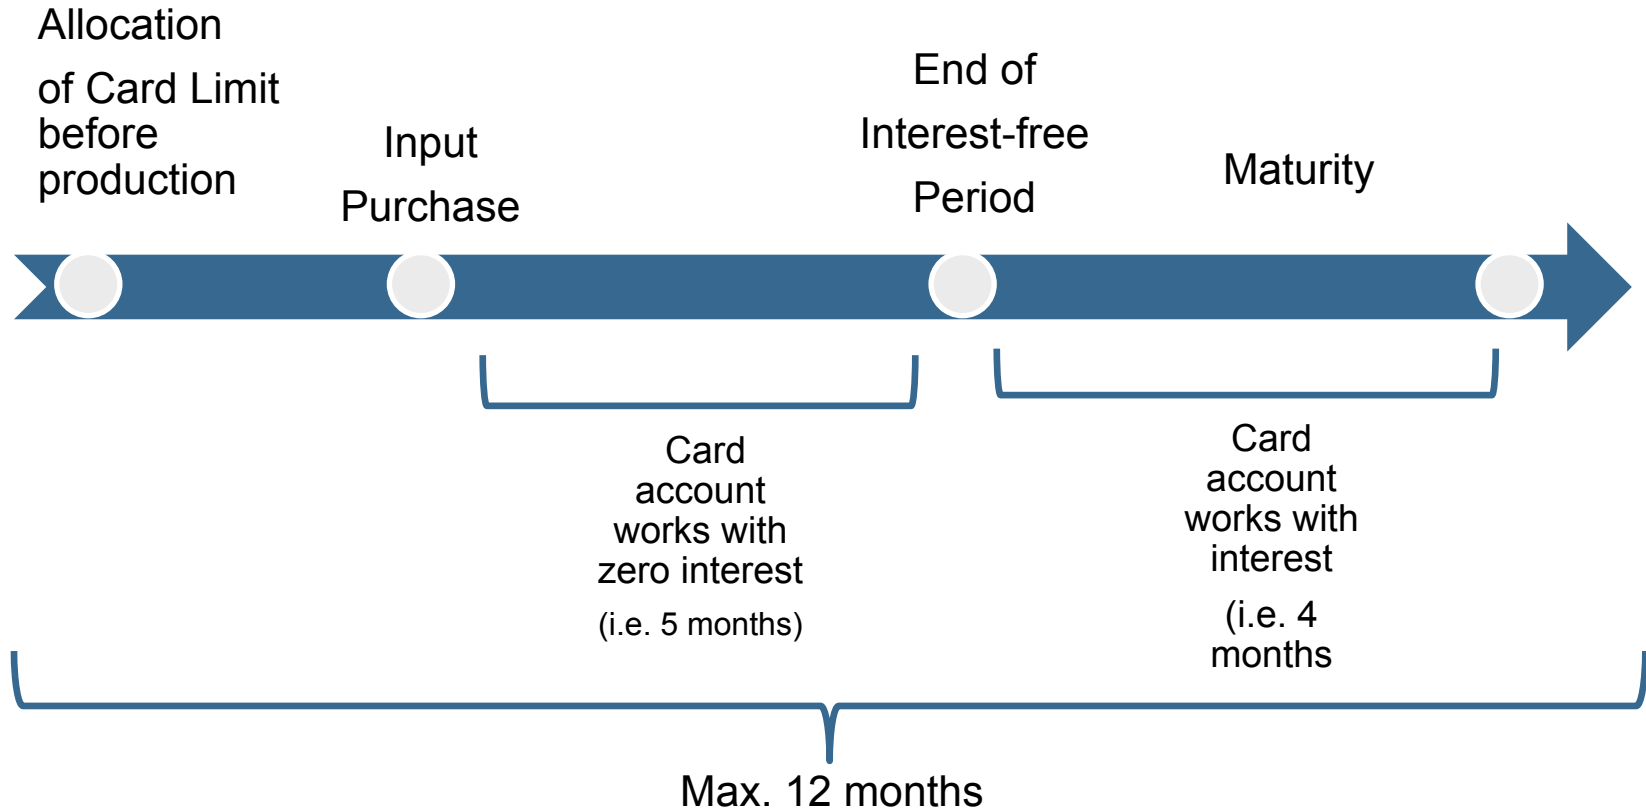 Allocation
of Card Limit
before
production
Input
Purchase
End of
Interest-free
Period
Maturity
Card
account
works with
zero interest
(i.e. 5 months)
Card
account
works with
interest
(i.e. 4
months
Max. 12 months